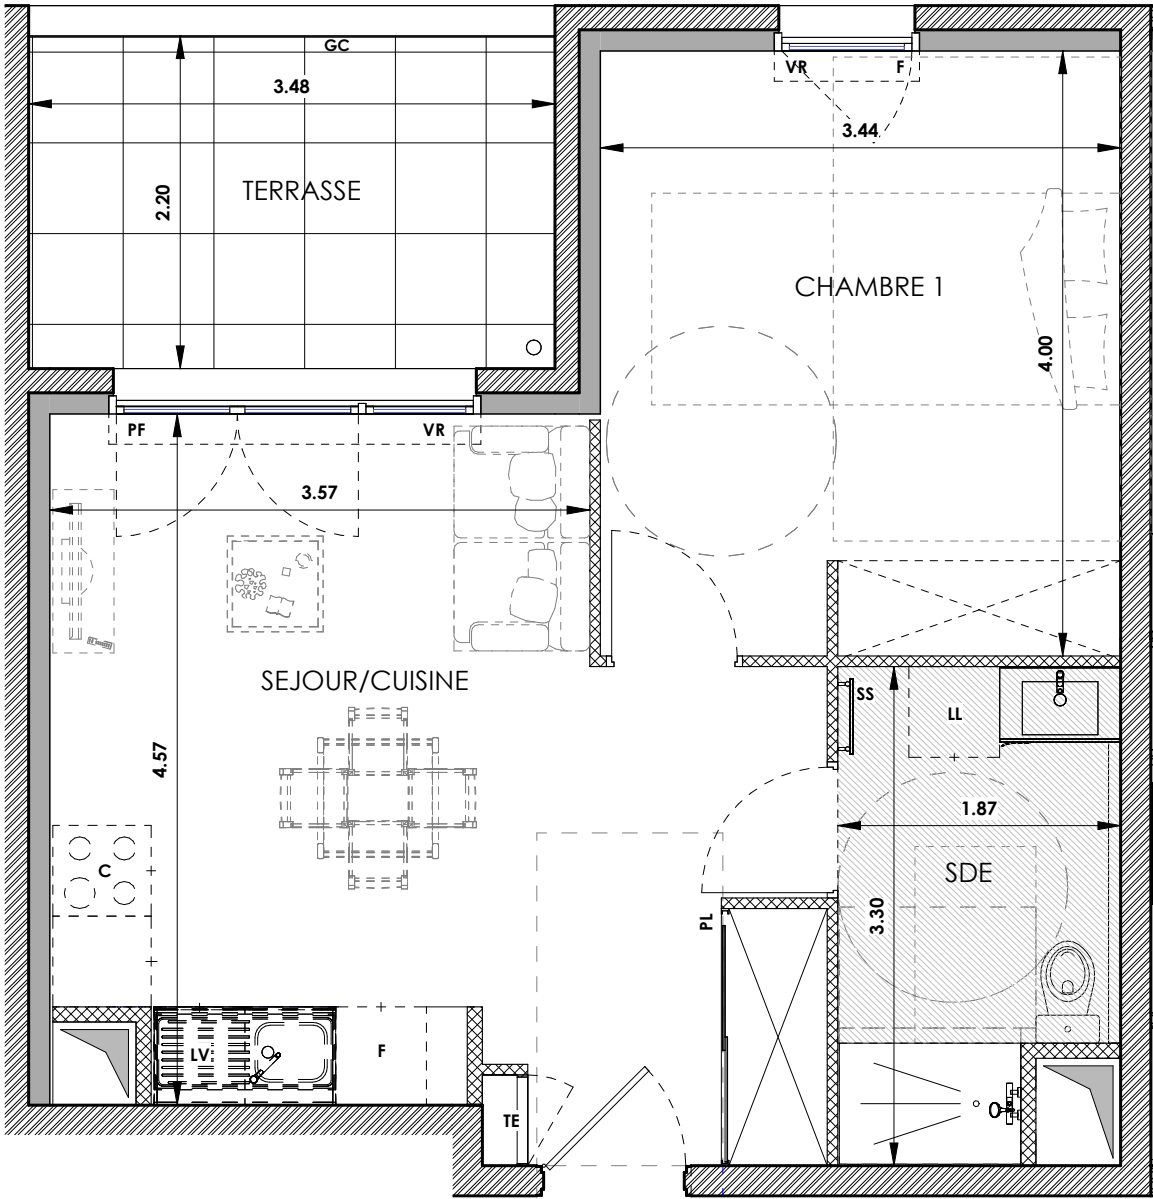 GC
3.48
VR
F
3.44
2.20
TERRASSE
CHAMBRE 1
4.00
PF
VR
3.57
SEJOUR/CUISINE
SS
LL
4.57
1.87
C
SDE
PL
3.30
LV
F
TE